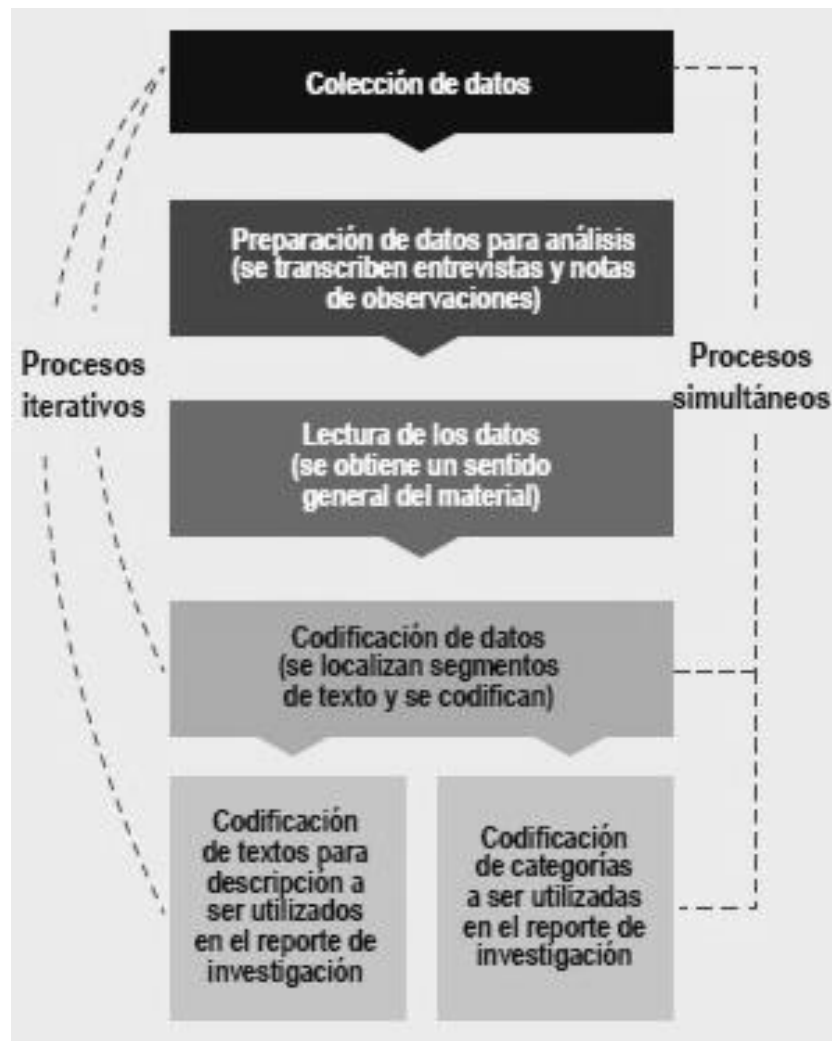 Colección de datos
Preparación de datos para análisis
(se transcriben entrevistas y notas
de observaciones)
Procesos
iterativos
Procesos
simultáneos
Lectura de los datos
(se obtiene un sentido
general del material)
Codificación de datos
(se localizan segmentos
de texto y se codifican)
Codificación
de textos para
descripción a
ser utilizados
en el reporte de
investigación
Codificación
de categorías
a ser utilizadas
en el reporte de
investigación